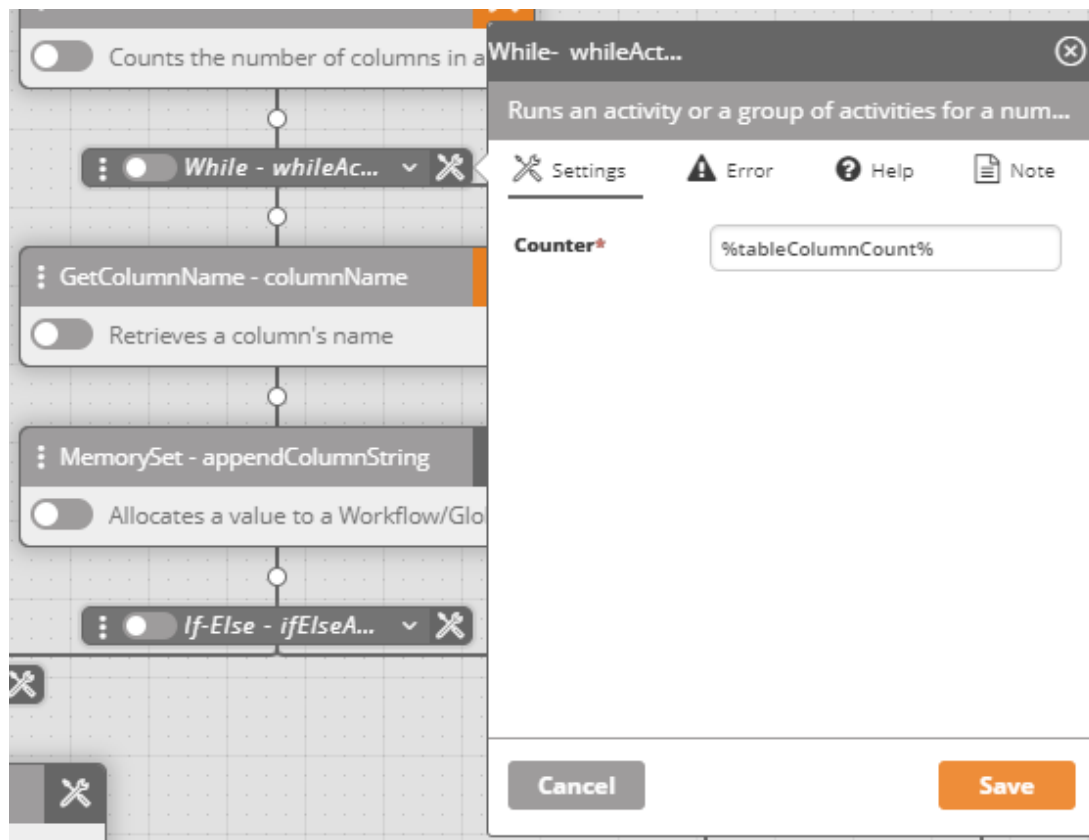 Counts the number of columns in a
While - whileAc...
GetColumnName - columnName
Retrieves a column's name
MemorySet - appendColumnString
Allocates a value to a Workflow/Glo
If-Else - ifElseA...
While- whileAct...
Runs an activity or a group of activities for a num...
Settings
Error
Help
Note
Counter*
%tableColumnCount%
Cancel
Save